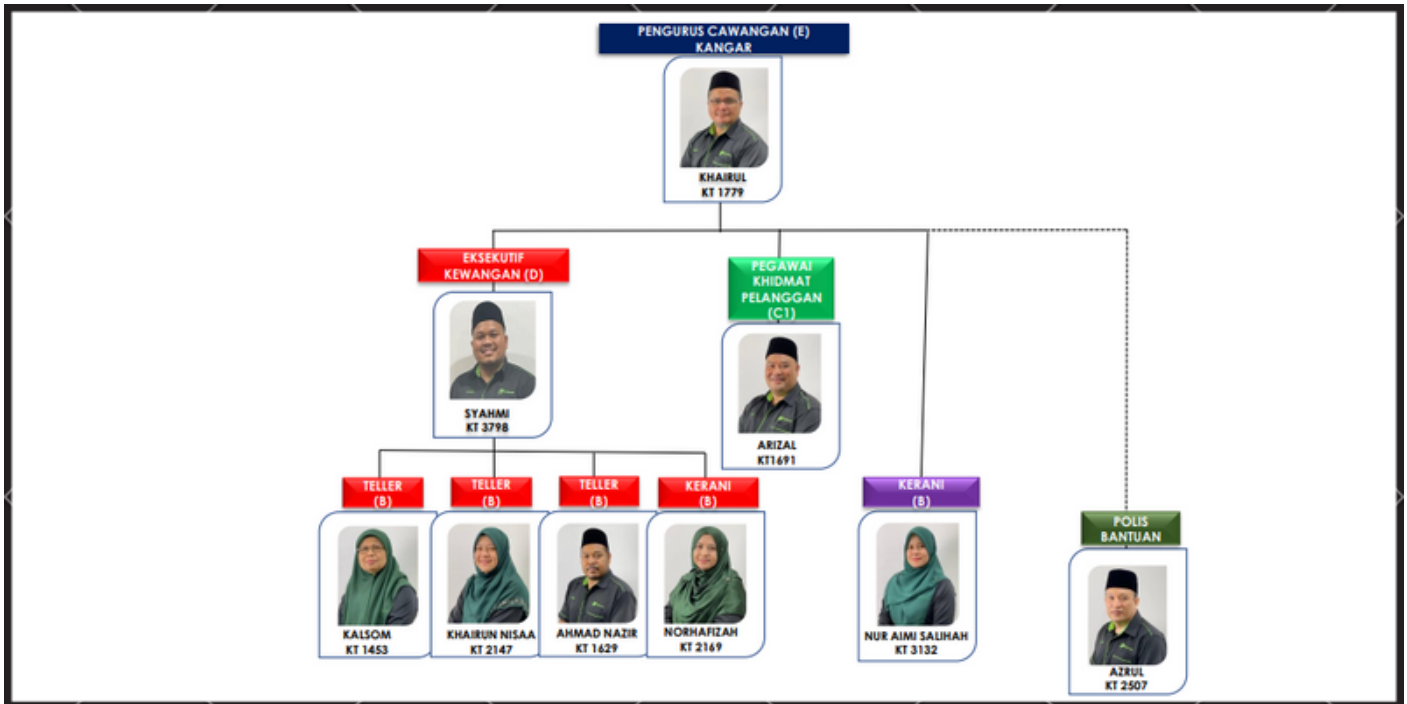 PENGURUS CAWANGAN (E)
KANGAR
KHAIRUL
KT 1779
EKSEKUTIF
KEWANGAN (D)
SYAHMI
KT 3798
PEGAWAI
KHIDMAT
PELANGGAN
(C1)
ARIZAL
KT1691
TELLER
(B)
KALSOM
KT 1453
TELLER
(B)
KHAIRUN NISAA
KT 2147
TELLER
(B)
AHMAD NAZIR
KT 1629
KERANI
(B)
NORHAFIZAH
KT 2169
KERANI
(B)
NUR AIMI SALIHAH
KT 3132
POLIS
BANTUAN
AZRUL
KT 2507